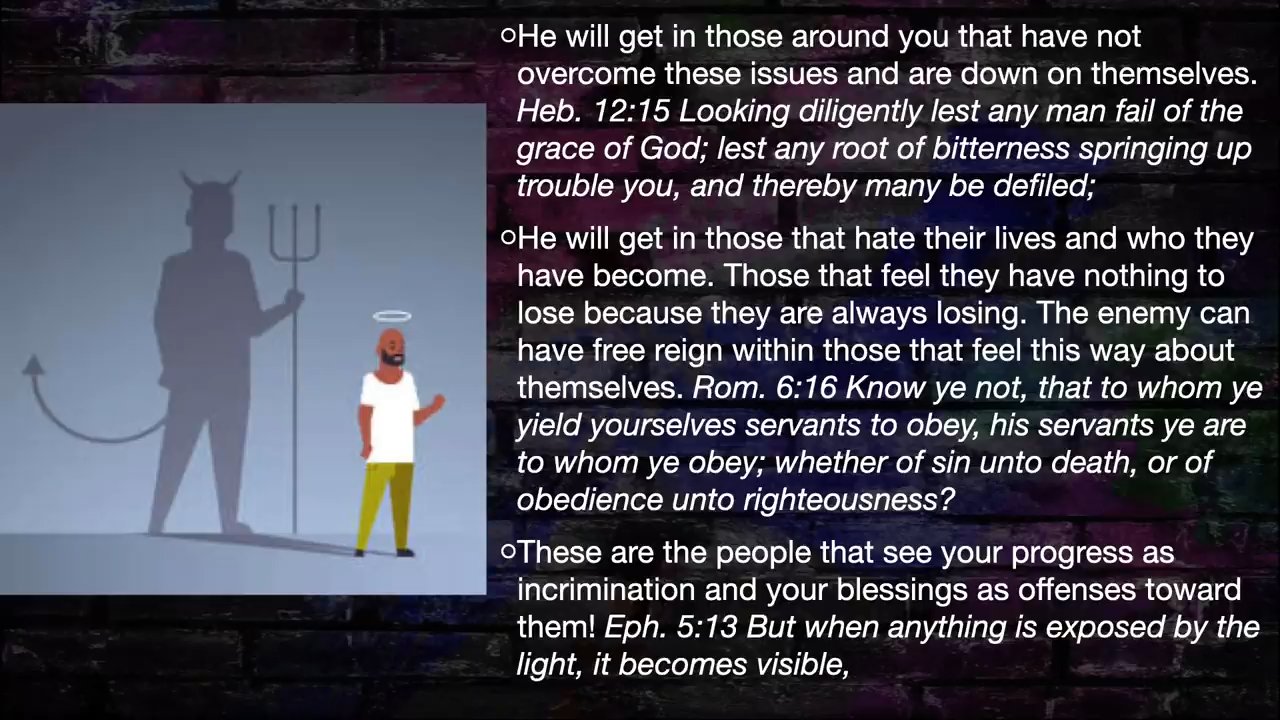 ○He will get in those around you that have not
overcome these issues and are down on themselves.
Heb. 12:15 Looking diligently lest any man fail of the
grace of God; lest any root of bitterness springing up
trouble you, and thereby many be defiled;
○He will get in those that hate their lives and who they
have become. Those that feel they have nothing to
lose because they are always losing. The enemy can
have free reign within those that feel this way about
themselves. Rom. 6:16 Know ye not, that to whom ye
yield yourselves servants to obey, his servants ye are
to whom ye obey; whether of sin unto death, or of
obedience unto righteousness?
○These are the people that see your progress as
incrimination and your blessings as offenses toward
them! Eph. 5:13 But when anything is exposed by the
light, it becomes visible,